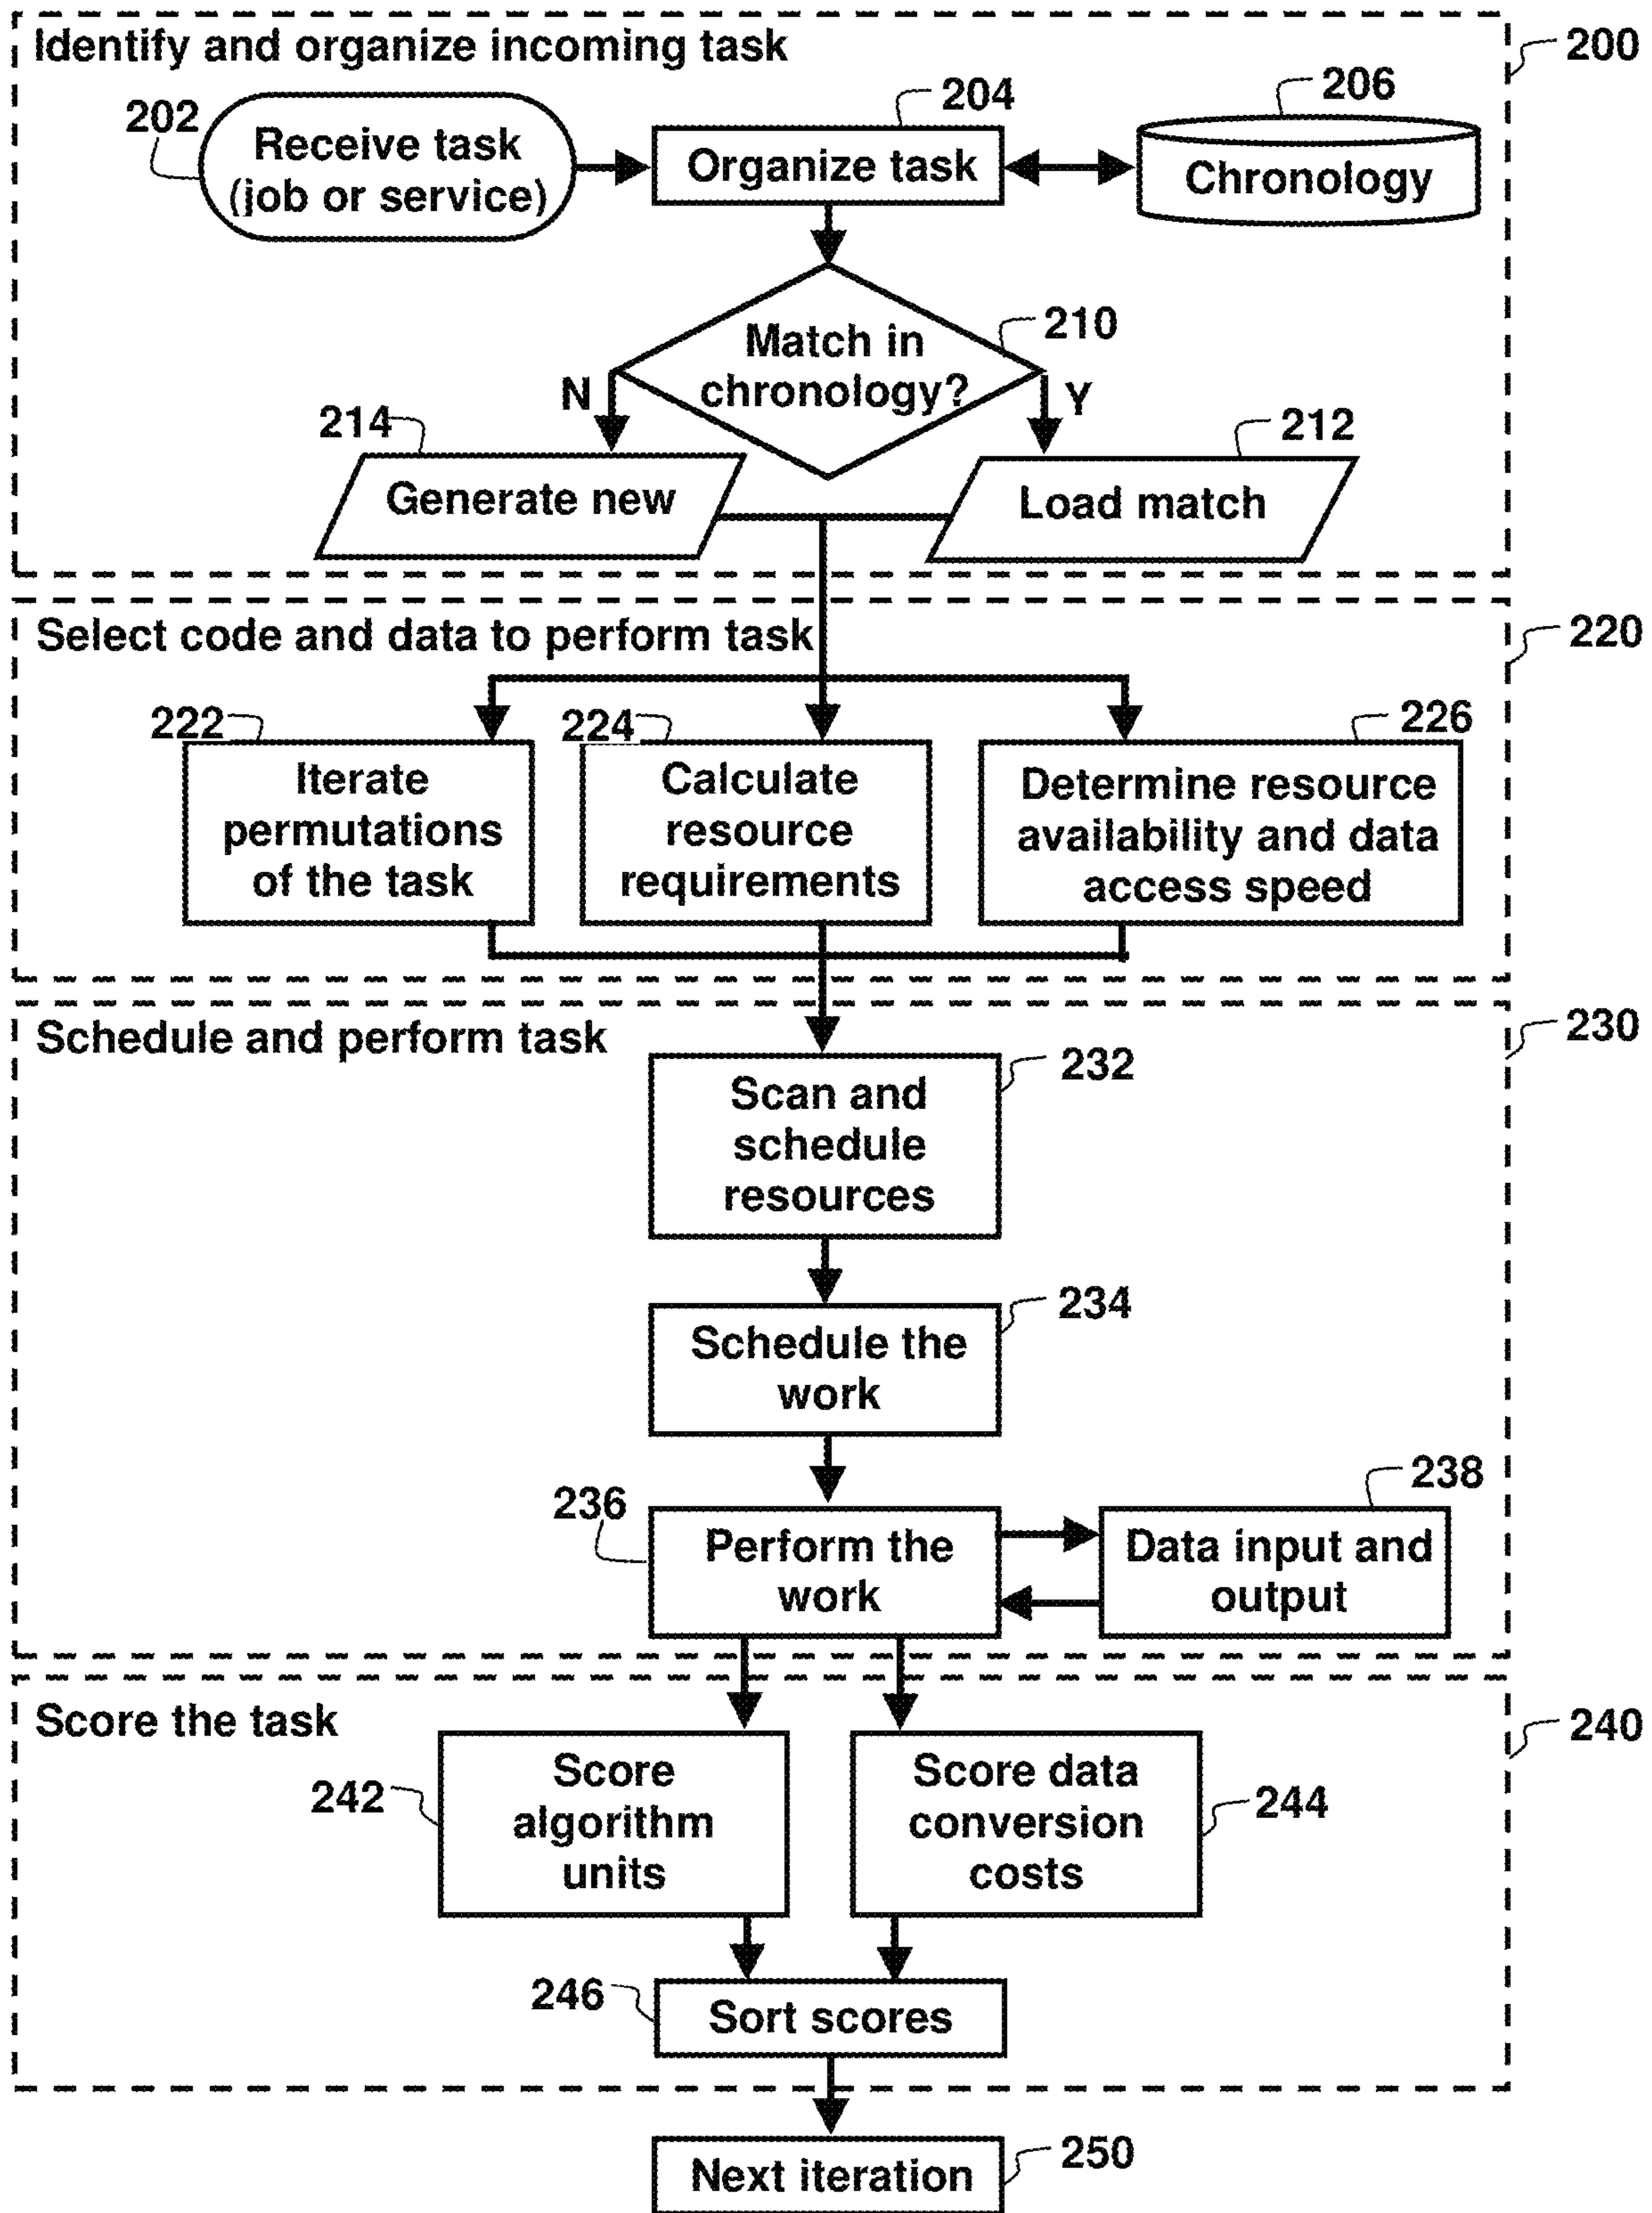 Identify and organize incoming task
200
202
Receive task
(job or service)
204
Organize task
206
Chronology
Match in
chronology?
210
N
Y
214
Generate new
212
Load match
Select code and data to perform task
220
222
Iterate
permutations
of the task
224
Calculate
resource
requirements
226
Determine resource
availability and data
access speed
Schedule and perform task
230
232
Scan and
schedule
resources
234
Schedule the
work
236
Perform the
work
238
Data input and
output
Score the task
240
242
Score
algorithm
units
Score data
conversion
costs
244
246
Sort scores
Next iteration
250